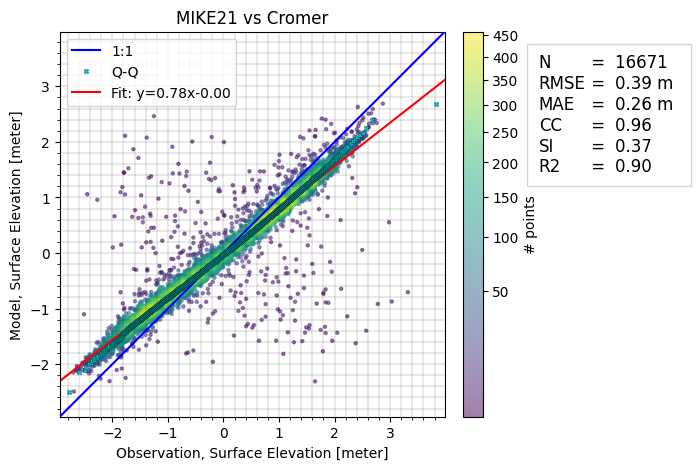 MIKE21 vs Cromer
1:1
Q-Q
Fit: y=0.78x-0.00
Model, Surface Elevation [meter]
3
2
1
0
−1
−2
−2
−1
0
1
2
3
Observation, Surface Elevation [meter]
450
400
350
300
250
200
150
100
50
# points
N = 16671
RMSE = 0.39 m
MAE = 0.26 m
CC = 0.96
SI = 0.37
R2 = 0.90